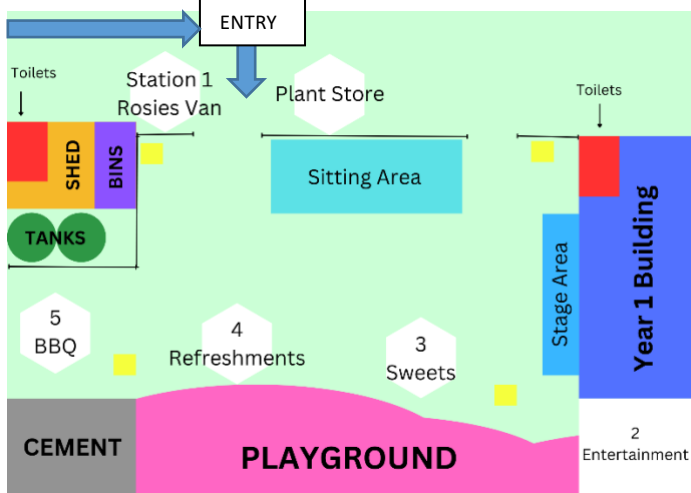 ENTRY
Toilets
Station 1
Rosies Van
Plant Store
Toilets
SHED
BINS
Sitting Area
TANKS
Stage Area
Year 1 Building
5
BBQ
4
Refreshments
3
Sweets
CEMENT
PLAYGROUND
2
Entertainment